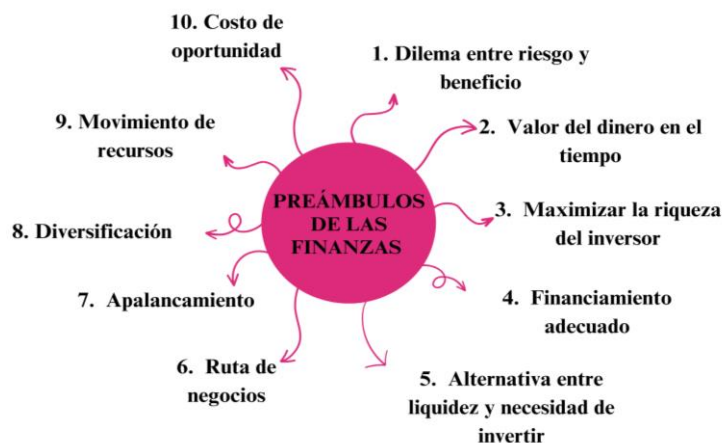 PREÁMBULOS
DE LAS
FINANZAS
1. Dilema entre riesgo y
beneficio
2. Valor del dinero en el
tiempo
3. Maximizar la riqueza
del inversor
4. Financiamiento
adecuado
5. Alternativa entre
liquidez y necesidad de
invertir
6. Ruta de
negocios
7. Apalancamiento
8. Diversificación
9. Movimiento de
recursos
10. Costo de
oportunidad